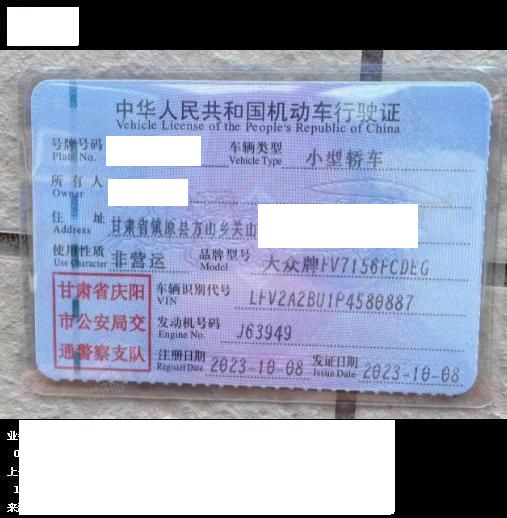 中华人民共和国机动车行驶证
Vehicle License of the People's Republic of China
号牌号码 车辆类型 小型轿车
Plate No. Vehicle Type
所有人
Owner
住址 甘肃省镇原县方山乡关山
Address
使用性质 非营运 品牌型号 大众牌FV7156FCDEG
Use Character Model
甘肃省庆阳 车辆识别代号 LFV2A2BU1P4580887
VIN
市公安局交 发动机号码 J63949
Engine No.
通警察支队 注册日期 2023-10-08 发证日期 2023-10-08
Register Date Issue Date